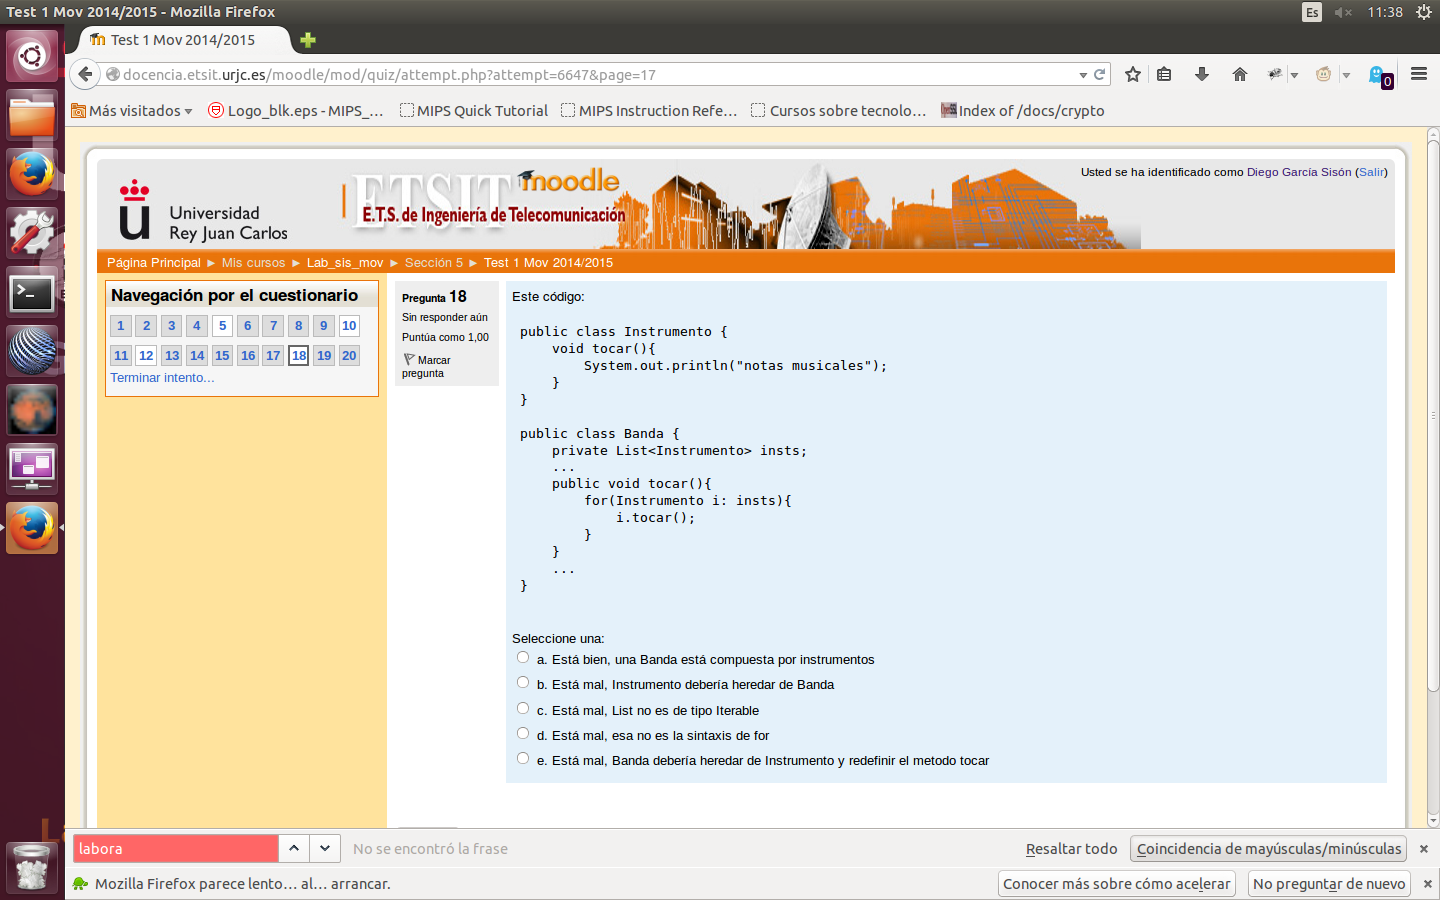 Test 1 Mov 2014/2015 - Mozilla Firefox
Es
11:38
Test 1 Mov 2014/2015
docencia.etsit.urjc.es/moodle/mod/quiz/attempt.php?attempt=6647&page=17
0
Más visitados
Logo_blk.eps - MIPS_...
MIPS Quick Tutorial
MIPS Instruction Refe...
Cursos sobre tecnolo...
Index of /docs/crypto
Universidad
Rey Juan Carlos
ETSIT
moodle
E.T.S. de Ingeniería de Telecomunicación
Usted se ha identificado como Diego García Sisón (Salir)
Página Principal ► Mis cursos ► Lab_sis_mov ► Sección 5 ► Test 1 Mov 2014/2015
Navegación por el cuestionario
1 2 3 4 5 6 7 8 9 10
11 12 13 14 15 16 17 18 19 20
Terminar intento...
Pregunta 18
Sin responder aún
Puntúa como 1,00
Marcar
pregunta
Este código:
public class Instrumento {
void tocar(){
System.out.println("notas musicales");
}
}
public class Banda {
private List<Instrumento> insts;
...
public void tocar(){
for(Instrumento i: insts){
i.tocar();
}
}
...
}
Seleccione una:
a. Está bien, una Banda está compuesta por instrumentos
b. Está mal, Instrumento debería heredar de Banda
c. Está mal, List no es de tipo Iterable
d. Está mal, esa no es la sintaxis de for
e. Está mal, Banda debería heredar de Instrumento y redefinir el metodo tocar
labora
No se encontró la frase
Resaltar todo
Coincidencia de mayúsculas/minúsculas
Mozilla Firefox parece lento... al... arrancar.
Conocer más sobre cómo acelerar
No preguntar de nuevo